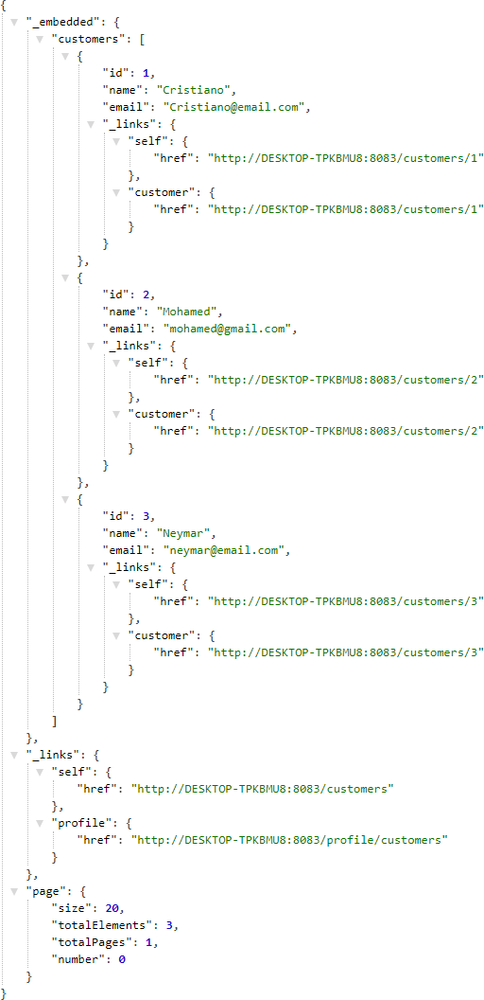 {
"_embedded": {
"customers": [
{
"id": 1,
"name": "Cristiano",
"email": "Cristiano@email.com",
"_links": {
"self": {
"href": "http://DESKTOP-TPKBMU8:8083/customers/1"
},
"customer": {
"href": "http://DESKTOP-TPKBMU8:8083/customers/1"
}
}
},
{
"id": 2,
"name": "Mohamed",
"email": "mohamed@gmail.com",
"_links": {
"self": {
"href": "http://DESKTOP-TPKBMU8:8083/customers/2"
},
"customer": {
"href": "http://DESKTOP-TPKBMU8:8083/customers/2"
}
}
},
{
"id": 3,
"name": "Neymar",
"email": "neymar@email.com",
"_links": {
"self": {
"href": "http://DESKTOP-TPKBMU8:8083/customers/3"
},
"customer": {
"href": "http://DESKTOP-TPKBMU8:8083/customers/3"
}
}
}
]
},
"_links": {
"self": {
"href": "http://DESKTOP-TPKBMU8:8083/customers"
},
"profile": {
"href": "http://DESKTOP-TPKBMU8:8083/profile/customers"
}
},
"page": {
"size": 20,
"totalElements": 3,
"totalPages": 1,
"number": 0
}
}